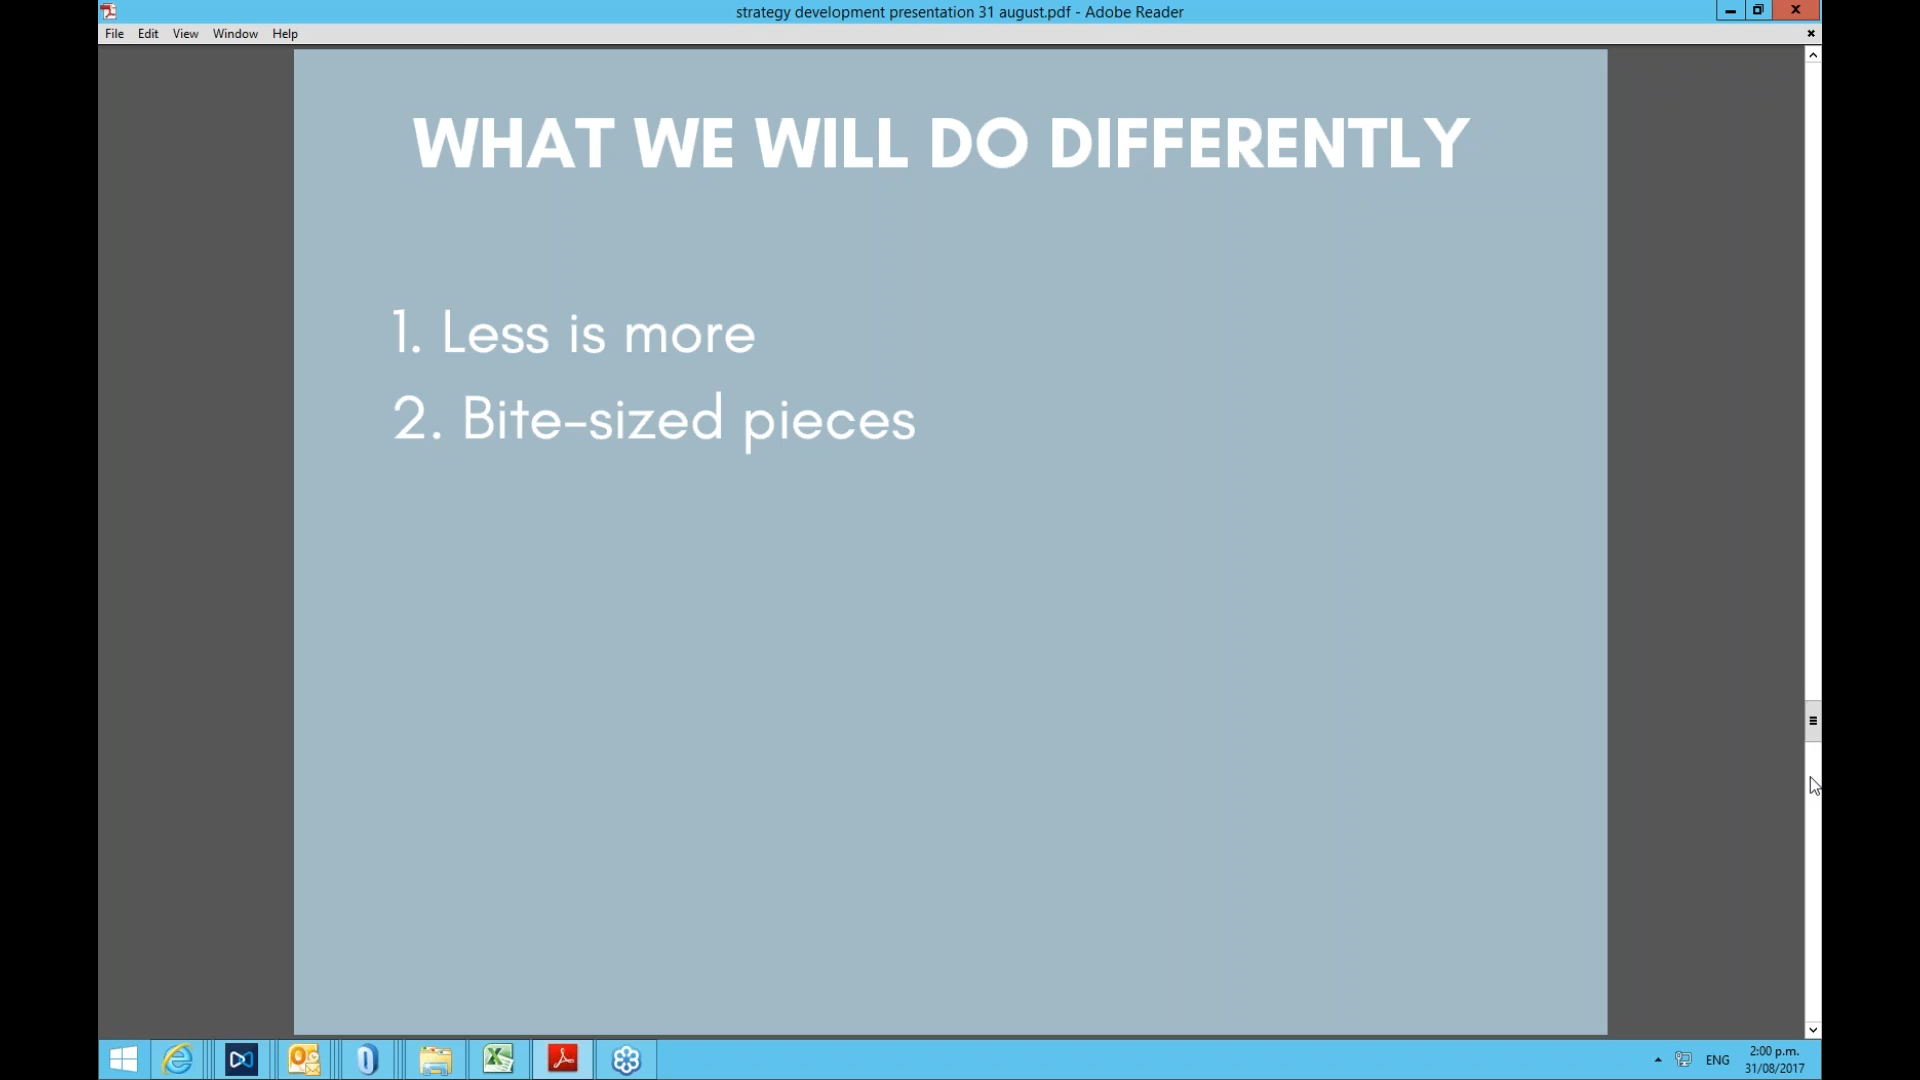 strategy development presentation 31 august.pdf - Adobe Reader
File Edit View Window Help
WHAT WE WILL DO DIFFERENTLY
1. Less is more
2. Bite-sized pieces
ENG
2:00 p.m.
31/08/2017